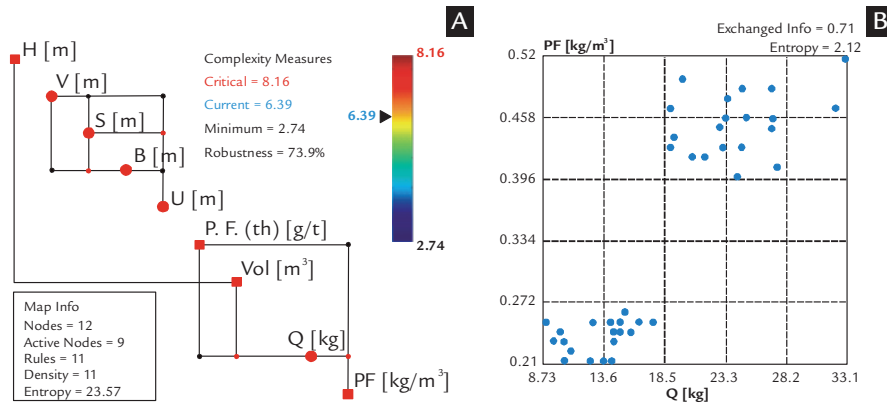 A
H [m]
V [m]
S [m]
B [m]
U [m]
Complexity Measures
Critical = 8.16
Current = 6.39
Minimum = 2.74
Robustness = 73.9%
8.16
6.39
2.74
P. F. (th) [g/t]
Vol [m³]
Q [kg]
PF [kg/m³]
Map Info
Nodes = 12
Active Nodes = 9
Rules = 11
Density = 11
Entropy = 23.57
B
Exchanged Info = 0.71
Entropy = 2.12
PF [kg/m³]
0.52
0.458
0.396
0.334
0.272
0.21
8.73 13.6 18.5 23.3 28.2 33.1
Q [kg]